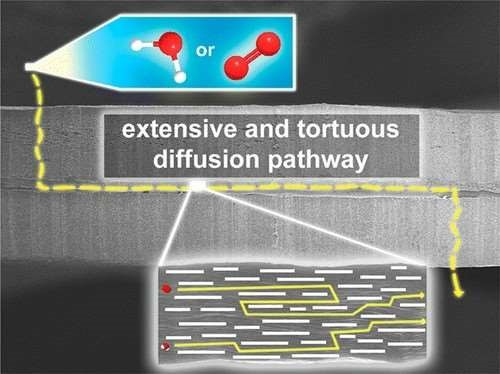 or
extensive and tortuous
diffusion pathway